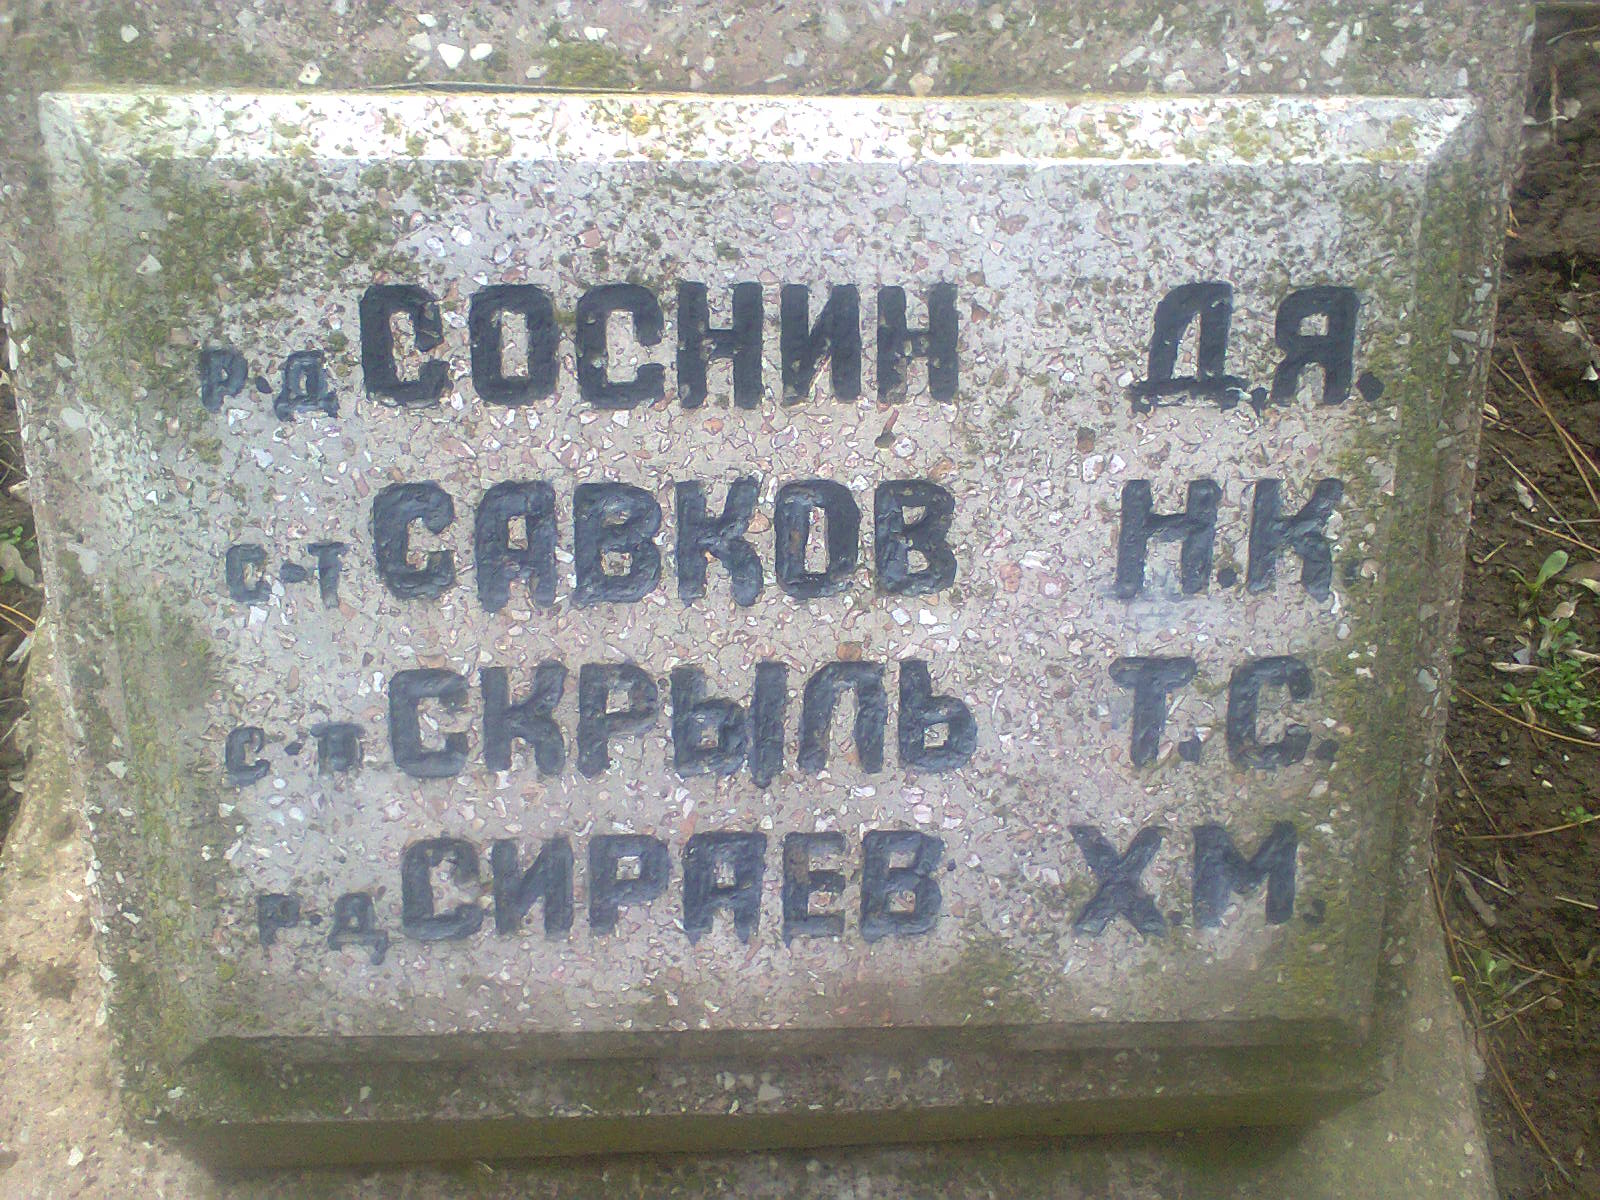 р-д СОСНИН Д.Я.
с-т САВКОВ Н.К.
с-т СКРЫЛЬ Т.С.
р-д СИРАЕВ Х.М.